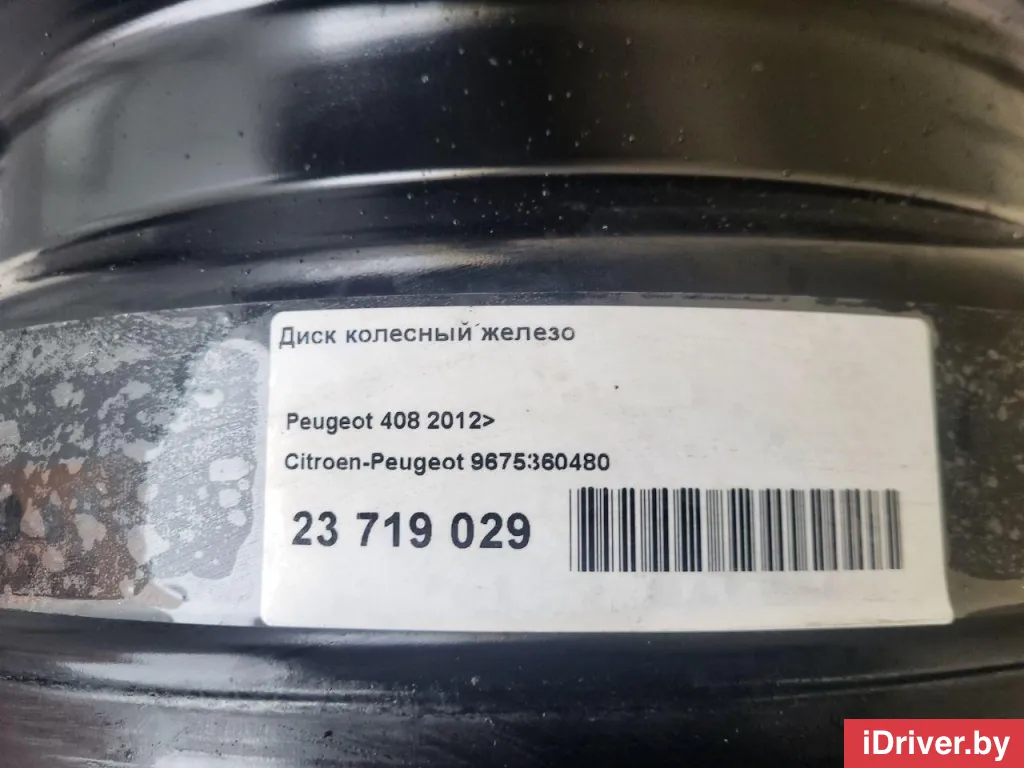 Диск колесный железо
Peugeot 408 2012>
Citroen-Peugeot 9675360480
23 719 029
iDriver.by